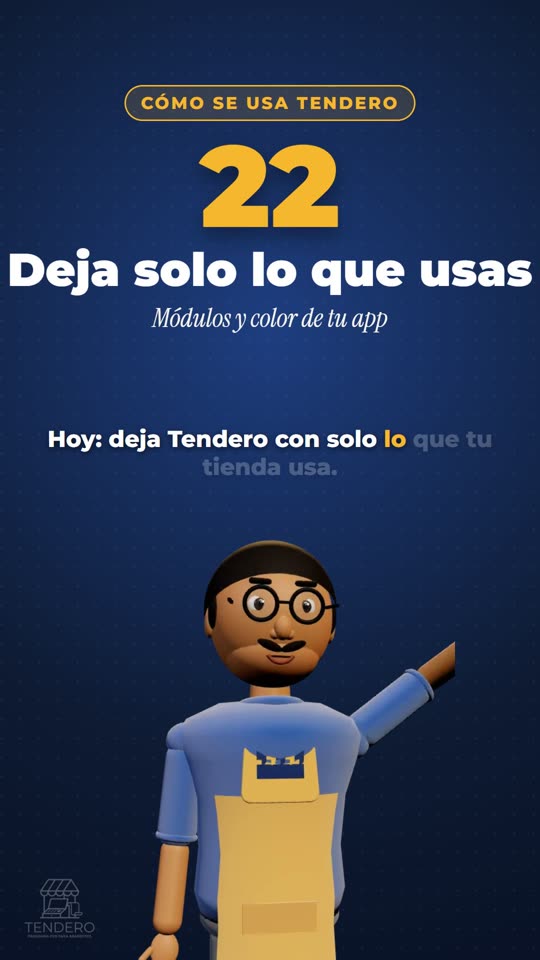 CÓMO SE USA TENDERO
22
Deja solo lo que usas
Módulos y color de tu app
Hoy: deja Tendero con solo lo que tu
tienda usa.
TENDERO